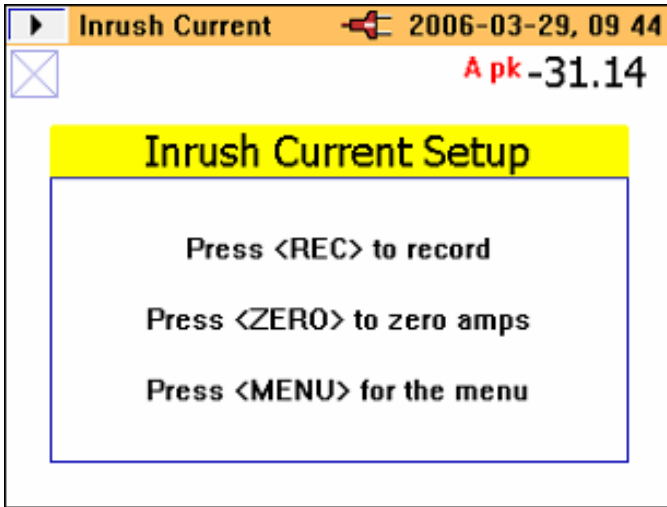 Inrush Current 2006-03-29, 09 44
A pk -31.14
Inrush Current Setup
Press <REC> to record
Press <ZERO> to zero amps
Press <MENU> for the menu